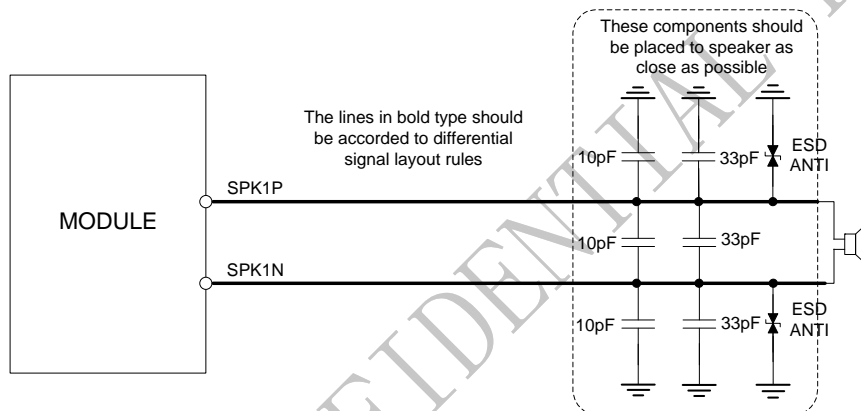 These components should
be placed to speaker as
close as possible
The lines in bold type should
be accorded to differential
signal layout rules
10pF
33pF
ESD
ANTI
SPK1P
MODULE
10pF
33pF
SPK1N
10pF
33pF
ESD
ANTI